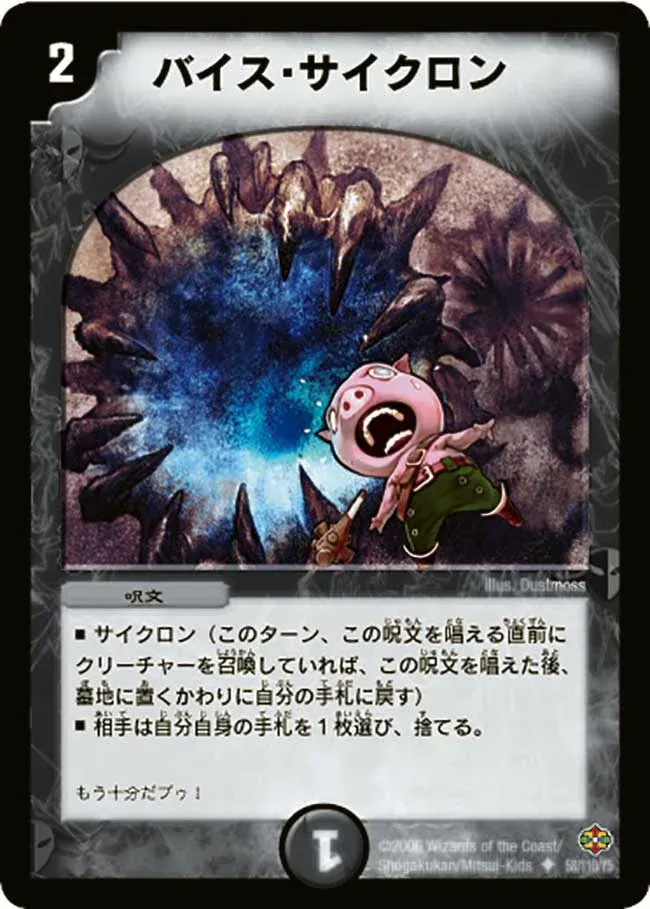 2
バイス・サイクロン
illus. Dustmoss
呪文
■ サイクロン（このターン、この呪文を唱える直前に
クリーチャーを召喚していれば、この呪文を唱えた後、
墓地に置くかわりに自分の手札に戻す）
■ 相手は自分自身の手札を１枚選び、捨てる。
もう十分だブゥ！
1
©2006 Wizards of the Coast/
Shogakukan/Mitsui-Kids
58/110/Y5